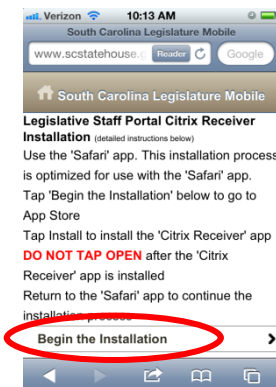 Verizon 10:13 AM
South Carolina Legislature Mobile
www.scstatehouse.g Reader Google
South Carolina Legislature Mobile
Legislative Staff Portal Citrix Receiver
Installation (detailed instructions below)
Use the 'Safari' app. This installation process
is optimized for use with the 'Safari' app.
Tap 'Begin the Installation' below to go to
App Store
Tap Install to install the 'Citrix Receiver' app
DO NOT TAP OPEN after the 'Citrix
Receiver' app is installed
Return to the 'Safari' app to continue the
installation process
Begin the Installation